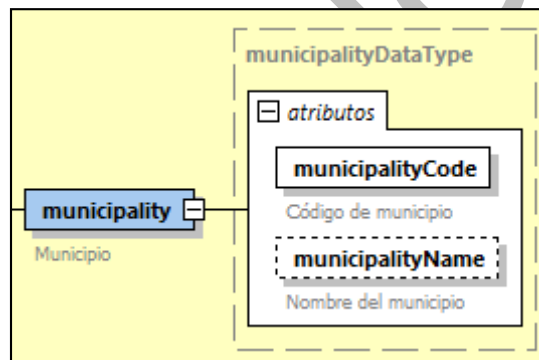 municipalityDataType
atributos
municipalityCode
Código de municipio
municipality
Municipio
municipalityName
Nombre del municipio